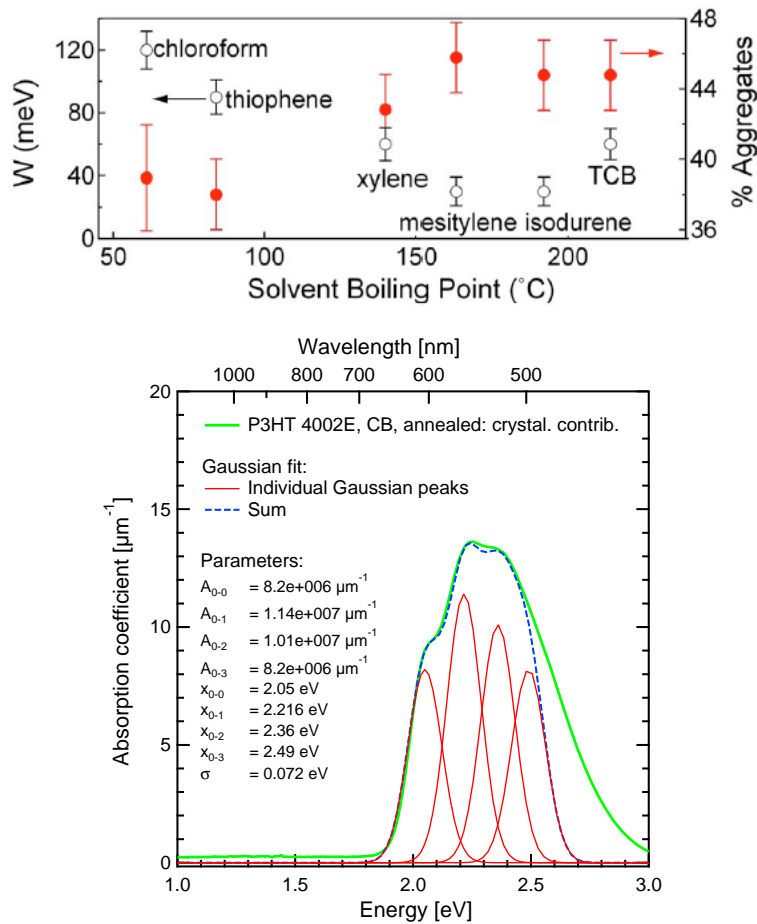 120
80
40
0
W (meV)
chloroform
thiophene
xylene
mesitylene isodurene
TCB
48
44
40
36
% Aggregates
50
100
150
200
Solvent Boiling Point (°C)
Wavelength [nm]
1000
800
700
600
500
20
15
10
5
0
Absorption coefficient [µm⁻¹]
P3HT 4002E, CB, annealed: crystal. contrib.
Gaussian fit:
Individual Gaussian peaks
Sum
Parameters:
A₀₋₀ = 8.2e+006 µm⁻¹
A₀₋₁ = 1.14e+007 µm⁻¹
A₀₋₂ = 1.01e+007 µm⁻¹
A₀₋₃ = 8.2e+006 µm⁻¹
x₀₋₀ = 2.05 eV
x₀₋₁ = 2.216 eV
x₀₋₂ = 2.36 eV
x₀₋₃ = 2.49 eV
σ = 0.072 eV
1.0
1.5
2.0
2.5
3.0
Energy [eV]